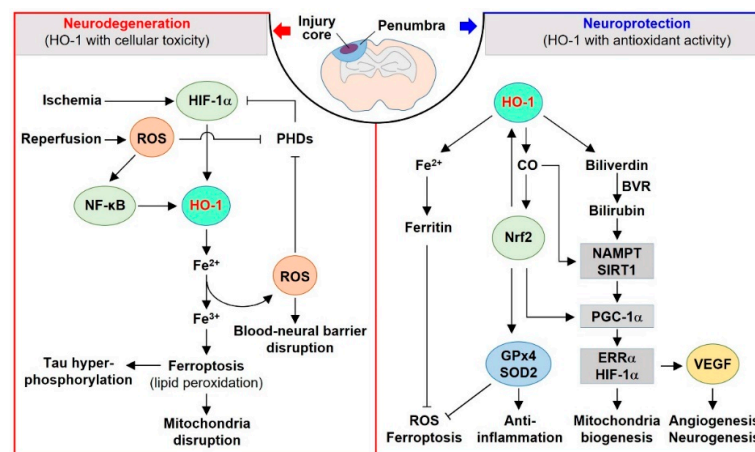 Neurodegeneration
(HO-1 with cellular toxicity)
Injury
core
Penumbra
Neuroprotection
(HO-1 with antioxidant activity)
Ischemia
HIF-1α
Reperfusion
ROS
PHDs
NF-κB
HO-1
Fe²⁺
ROS
Fe³⁺
Blood-neural barrier
disruption
Tau hyper-
phosphorylation
Ferroptosis
(lipid peroxidation)
Mitochondria
disruption
HO-1
Fe²⁺
CO
Biliverdin
BVR
Ferritin
Nrf2
Bilirubin
NAMPT
SIRT1
PGC-1α
GPx4
SOD2
ERRα
HIF-1α
VEGF
ROS
Ferroptosis
Anti-
inflammation
Mitochondria
biogenesis
Angiogenesis
Neurogenesis